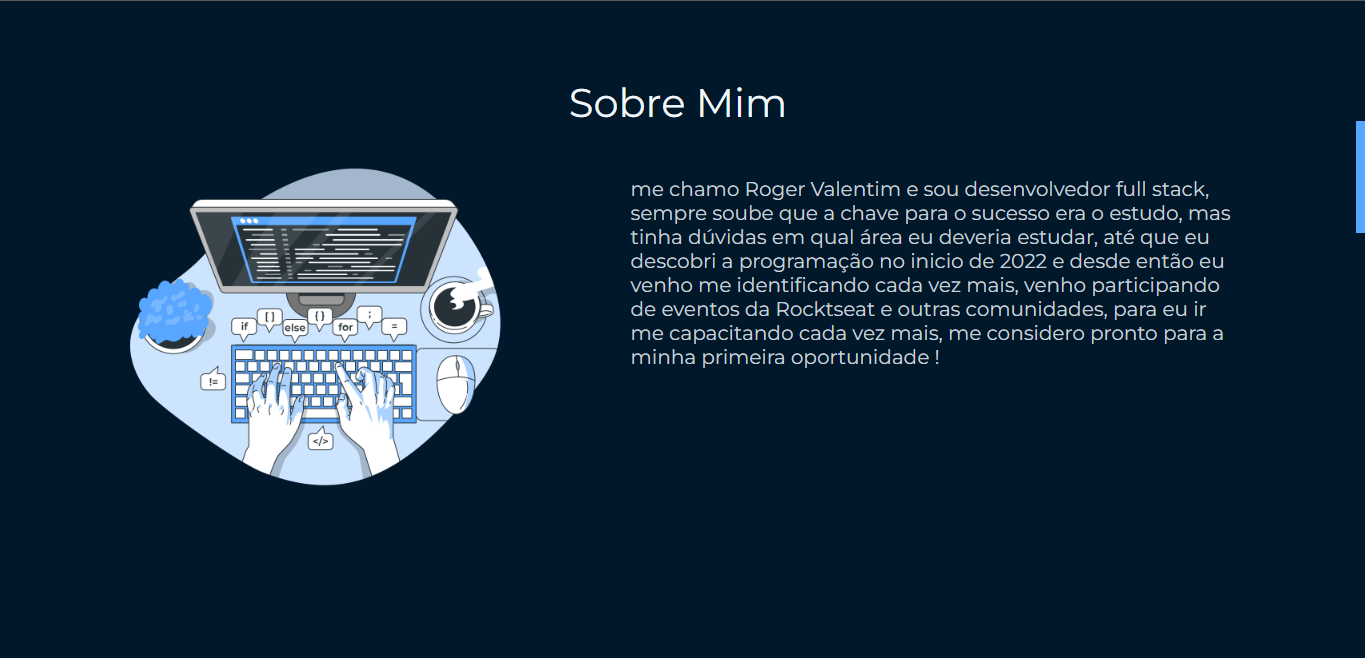 Sobre Mim
me chamo Roger Valentim e sou desenvolvedor full stack,
sempre soube que a chave para o sucesso era o estudo, mas
tinha dúvidas em qual área eu deveria estudar, até que eu
descobri a programação no inicio de 2022 e desde então eu
venho me identificando cada vez mais, venho participando
de eventos da Rocktseat e outras comunidades, para eu ir
me capacitando cada vez mais, me considero pronto para a
minha primeira oportunidade !
if
[ ]
else
{ }
for
;
=
!=
</>